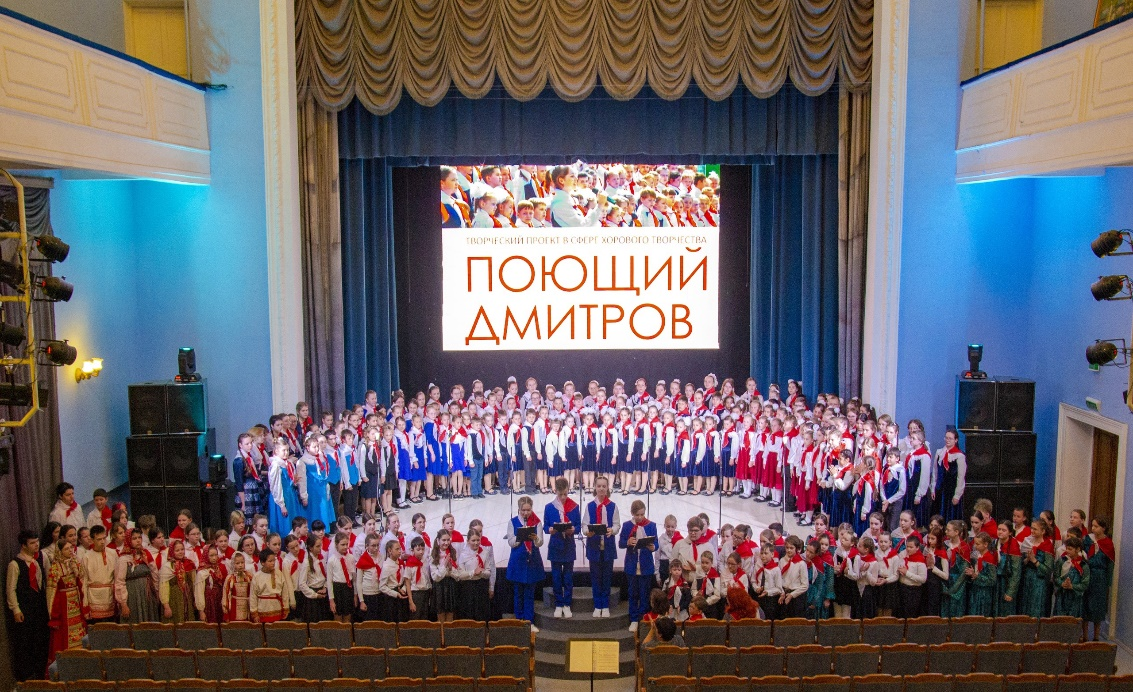 ТВОРЧЕСКИЙ ПРОЕКТ В СФЕРЕ ХОРОВОГО ТВОРЧЕСТВА
ПОЮЩИЙ
ДМИТРОВ